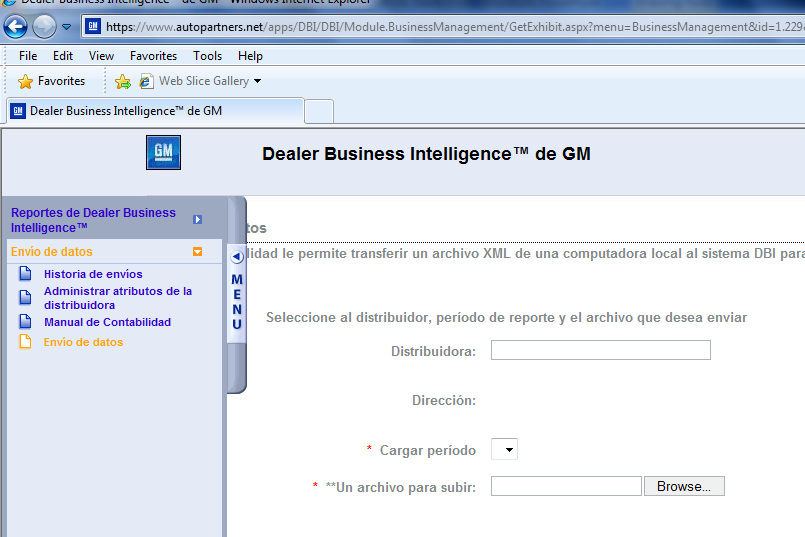 Dealer Business Intelligence™ de GM - Windows Internet Explorer
GM https://www.autopartners.net/apps/DBI/DBI/Module.BusinessManagement/GetExhibit.aspx?menu=BusinessManagement&id=1.229
File Edit View Favorites Tools Help
Favorites Web Slice Gallery
GM Dealer Business Intelligence™ de GM
GM Dealer Business Intelligence™ de GM
Reportes de Dealer Business
Intelligence™
Envío de datos
Historia de envíos
Administrar atributos de la
distribuidora
Manual de Contabilidad
Envío de datos
MENU
tos
lidad le permite transferir un archivo XML de una computadora local al sistema DBI para
Seleccione al distribuidor, período de reporte y el archivo que desea enviar
Distribuidora:
Dirección:
* Cargar período
* **Un archivo para subir: Browse...